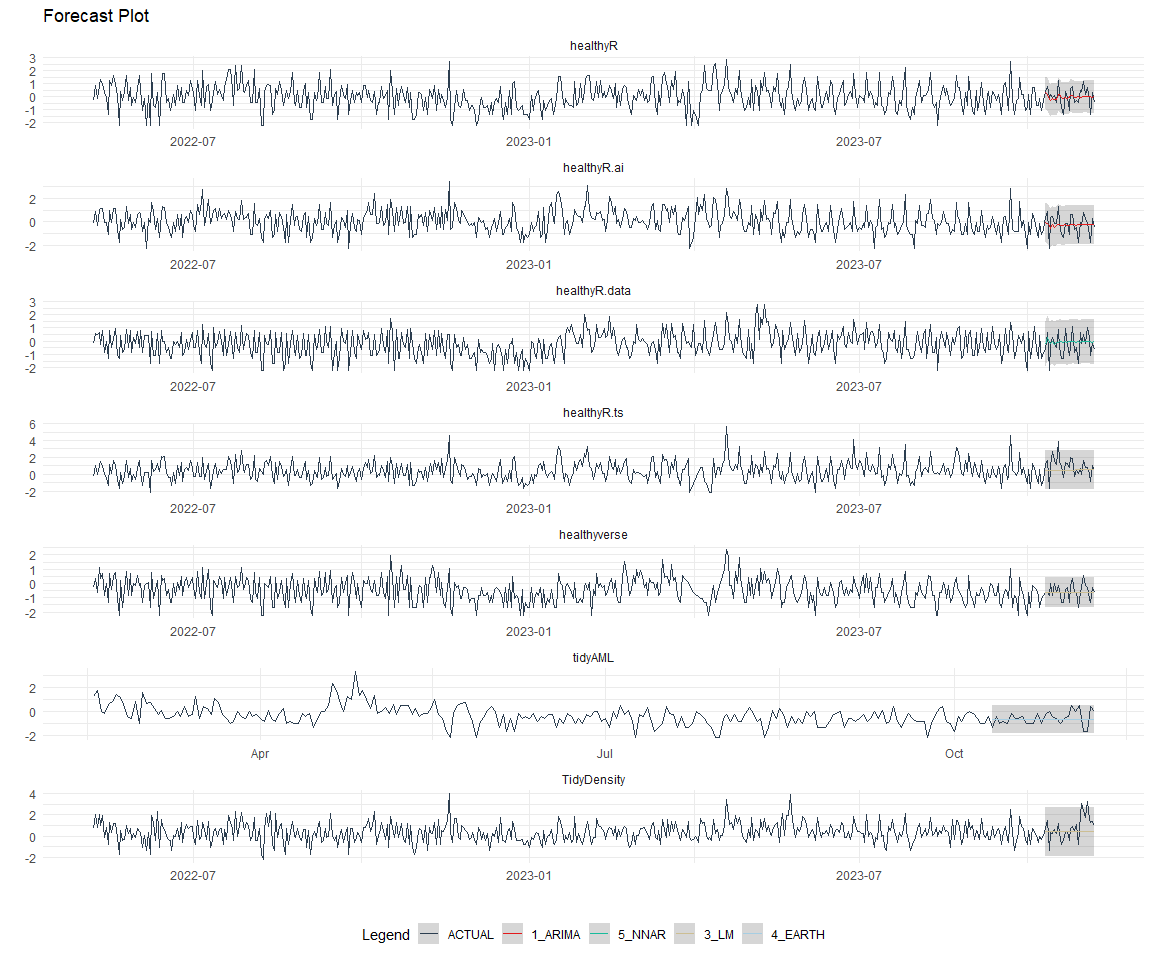 Forecast Plot
healthyR
3
2
1
0
-1
-2
2022-07 2023-01 2023-07
healthyR.ai
2
0
-2
2022-07 2023-01 2023-07
healthyR.data
3
2
1
0
-1
-2
2022-07 2023-01 2023-07
healthyR.ts
6
4
2
0
-2
2022-07 2023-01 2023-07
healthyverse
2
1
0
-1
-2
2022-07 2023-01 2023-07
tidyAML
2
0
-2
Apr Jul Oct
TidyDensity
4
2
0
-2
2022-07 2023-01 2023-07
Legend ACTUAL 1_ARIMA 5_NNAR 3_LM 4_EARTH